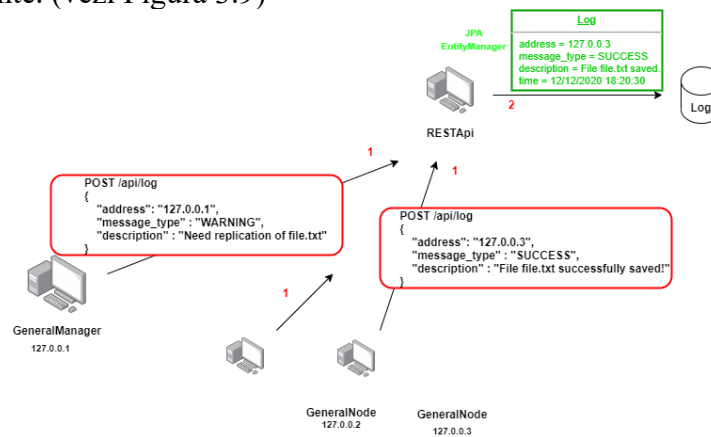 (vezi Figura 3.9)
Log
JPA
EntityManager
address = 127.0.0.3
message_type = SUCCESS
description = File file.txt saved.
time = 12/12/2020 18:20:30
2
Log
RESTApi
1
1
POST /api/log
{
"address": "127.0.0.1",
"message_type" : "WARNING",
"description" : "Need replication of file.txt"
}
POST /api/log
{
"address": "127.0.0.3",
"message_type" : "SUCCESS",
"description" : "File file.txt successfully saved!"
}
1
GeneralManager
127.0.0.1
GeneralNode
127.0.0.2
GeneralNode
127.0.0.3